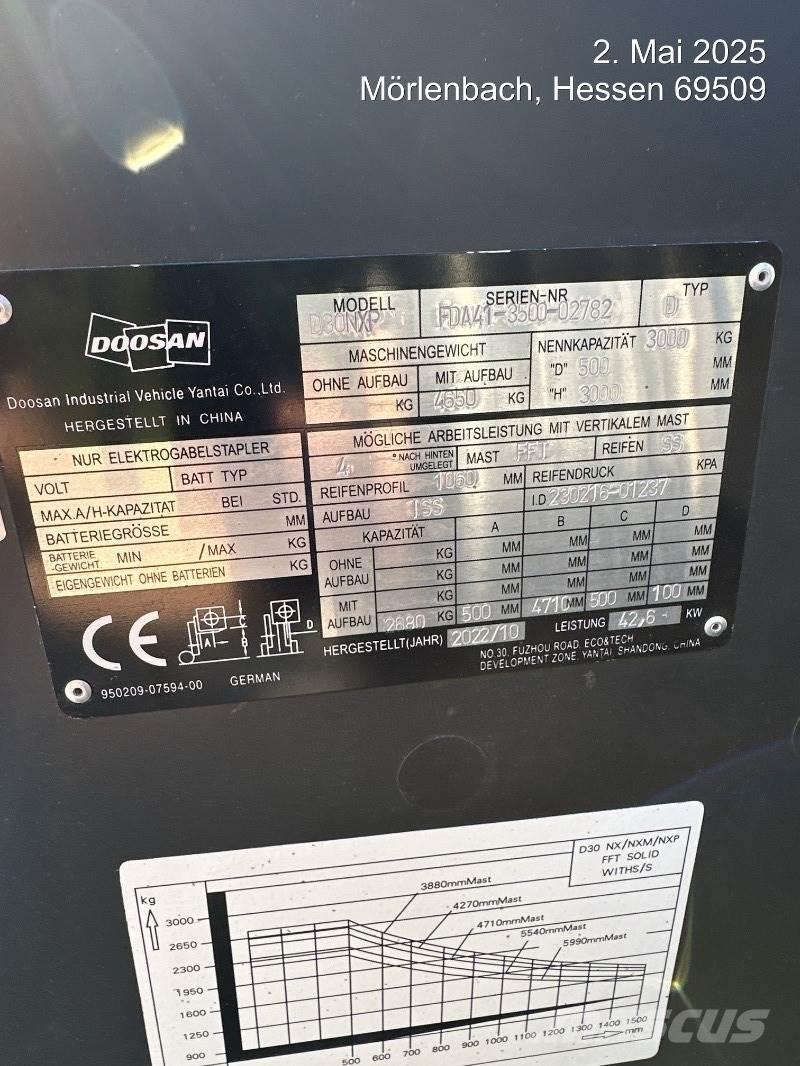 2. Mai 2025
Mörlenbach, Hessen 69509
DOOSAN
Doosan Industrial Vehicle Yantai Co.,Ltd.
HERGESTELLT IN CHINA
MODELL D30NXP
SERIEN-NR FDA41-3500-02782
TYP D
MASCHINENGEWICHT
OHNE AUFBAU KG
MIT AUFBAU 4650 KG
NENNKAPAZITÄT 3000 KG
"D" 500 MM
"H" 3000 MM
NUR ELEKTROGABELSTAPLER
VOLT BATT TYP
MAX.A/H-KAPAZITAT BEI STD.
BATTERIEGRÖSSE MM
BATTERIE -GEWICHT. MIN /MAX KG
EIGENGEWICHT OHNE BATTERIEN KG
MÖGLICHE ARBEITSLEISTUNG MIT VERTIKALEM MAST
° NACH HINTEN UMGELEGT MAST FFT REIFEN SS
REIFENPROFIL 1060 MM REIFENDRUCK KPA
AUFBAU ISS I.D 230216-01237
KAPAZITÄT A B C D
OHNE AUFBAU
KG MM MM MM MM
KG MM MM MM MM
MIT AUFBAU
KG MM MM MM MM
2680 KG 500 MM 4710 MM 500 MM 100 MM
HERGESTELLT(JAHR) 2022/10 LEISTUNG 42,6 KW
CE
A B C D
950209-07594-00 GERMAN
NO.30, FUZHOU ROAD, ECO&TECH
DEVELOPMENT ZONE, YANTAI, SHANDONG, CHINA
D30 NX/NXM/NXP
FFT SOLID
WITHS/S
kg
3880mmMast
4270mmMast
4710mmMast
5540mmMast
5990mmMast
3000
2650
2300
1950
1600
1250
900
500 600 700 800 900 1000 1100 1200 1300 1400 1500
mm